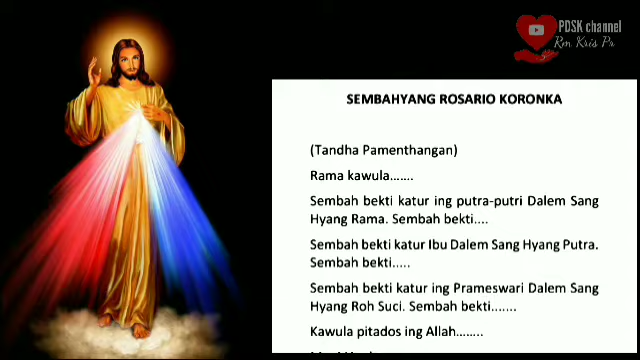 PDSK channel
Rm Kris Pr
SEMBAHYANG ROSARIO KORONKA
(Tandha Pamenthangan)
Rama kawula.......
Sembah bekti katur ing putra-putri Dalem Sang
Hyang Rama. Sembah bekti....
Sembah bekti katur Ibu Dalem Sang Hyang Putra.
Sembah bekti.....
Sembah bekti katur ing Prameswari Dalem Sang
Hyang Roh Suci. Sembah bekti.......
Kawula pitados ing Allah........